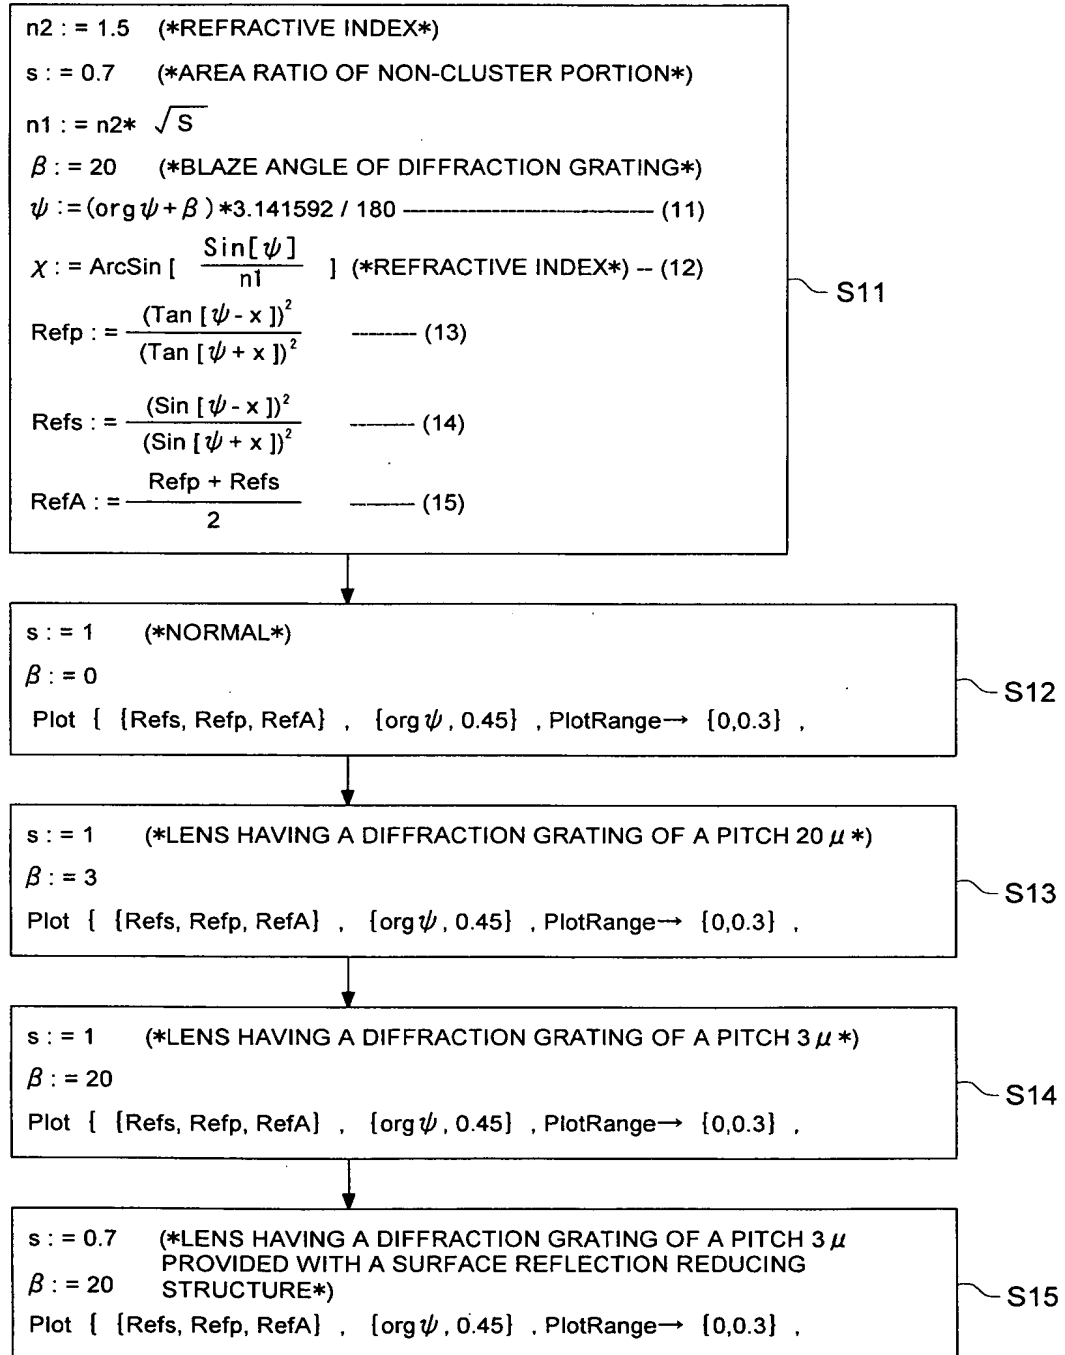 n2 : = 1.5 (*REFRACTIVE INDEX*)
s : = 0.7 (*AREA RATIO OF NON-CLUSTER PORTION*)
n1 : = n2* √S
β : = 20 (*BLAZE ANGLE OF DIFFRACTION GRATING*)
ψ := (org ψ + β ) *3.141592 / 180 ---------- (11)
χ : = ArcSin [ Sin[ψ] / n1 ] (*REFRACTIVE INDEX*) -- (12)
Refp : = (Tan [ ψ - x ])² / (Tan [ ψ + x ])² ------- (13)
Refs : = (Sin [ ψ - x ])² / (Sin [ ψ + x ])² ------- (14)
RefA : = Refp + Refs / 2 ------- (15)
S11
s : = 1 (*NORMAL*)
β : = 0
Plot { {Refs, Refp, RefA} , {org ψ , 0.45} , PlotRange→ {0,0.3} ,
S12
s : = 1 (*LENS HAVING A DIFFRACTION GRATING OF A PITCH 20 μ *)
β : = 3
Plot { {Refs, Refp, RefA} , {org ψ , 0.45} , PlotRange→ {0,0.3} ,
S13
s : = 1 (*LENS HAVING A DIFFRACTION GRATING OF A PITCH 3 μ *)
β : = 20
Plot { {Refs, Refp, RefA} , {org ψ , 0.45} , PlotRange→ {0,0.3} ,
S14
s : = 0.7 (*LENS HAVING A DIFFRACTION GRATING OF A PITCH 3 μ
PROVIDED WITH A SURFACE REFLECTION REDUCING
β : = 20 STRUCTURE*)
Plot { {Refs, Refp, RefA} , {org ψ , 0.45} , PlotRange→ {0,0.3} ,
S15